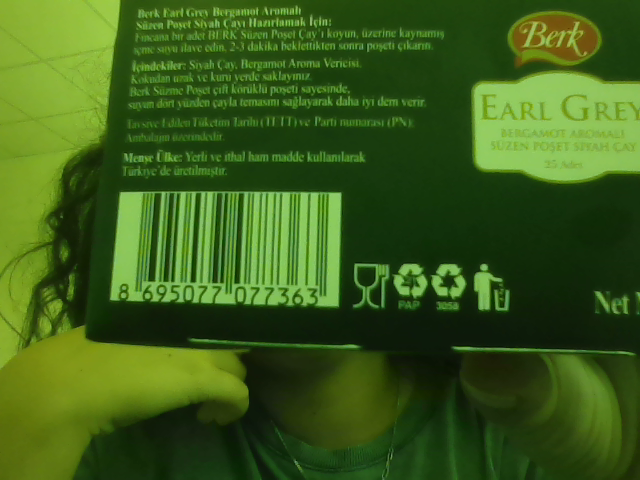 Berk Earl Grey Bergamot Aromalı
Süzen Poşet Siyah Çayı Hazırlamak İçin:
Fincana bir adet BERK Süzen Poşet Çay'ı koyun, üzerine kaynamış
içme suyu ilave edin. 2-3 dakika beklettikten sonra poşeti çıkarın.
İçindekiler: Siyah Çay, Bergamot Aroma Vericisi.
Kokudan uzak ve kuru yerde saklayınız.
Berk Süzme Poşet çift körüklü poşeti sayesinde,
suyun dört yüzden çayla temasını sağlayarak daha iyi dem verir.
Tavsiye Edilen Tüketim Tarihi (TETT) ve Parti numarası (PN):
Ambalajın üzerindedir.
Menşe Ülke: Yerli ve ithal ham madde kullanılarak
Türkiye'de üretilmiştir.
8 695077 077363
PAP
3058
Berk
EARL GREY
BERGAMOT AROMALI
SÜZEN POŞET SİYAH ÇAY
25 Adet
Net